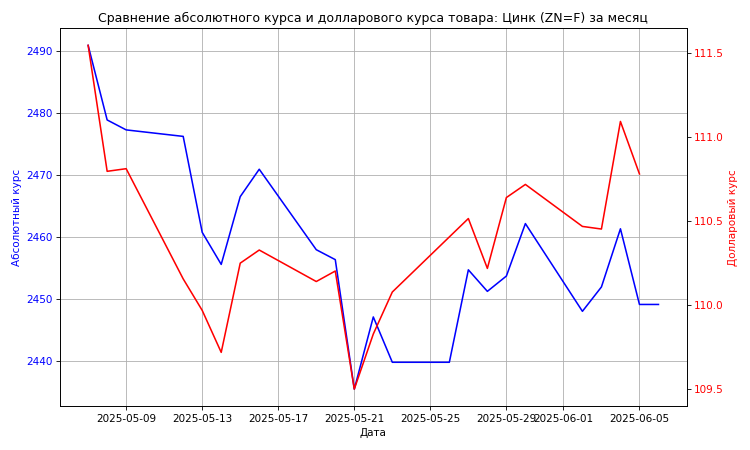 Сравнение абсолютного курса и долларового курса товара: Цинк (ZN=F) за месяц
2490
2480
2470
2460
2450
2440
Абсолютный курс
111.5
111.0
110.5
110.0
109.5
Долларовый курс
2025-05-09 2025-05-13 2025-05-17 2025-05-21 2025-05-25 2025-05-29 2025-06-01 2025-06-05
Дата